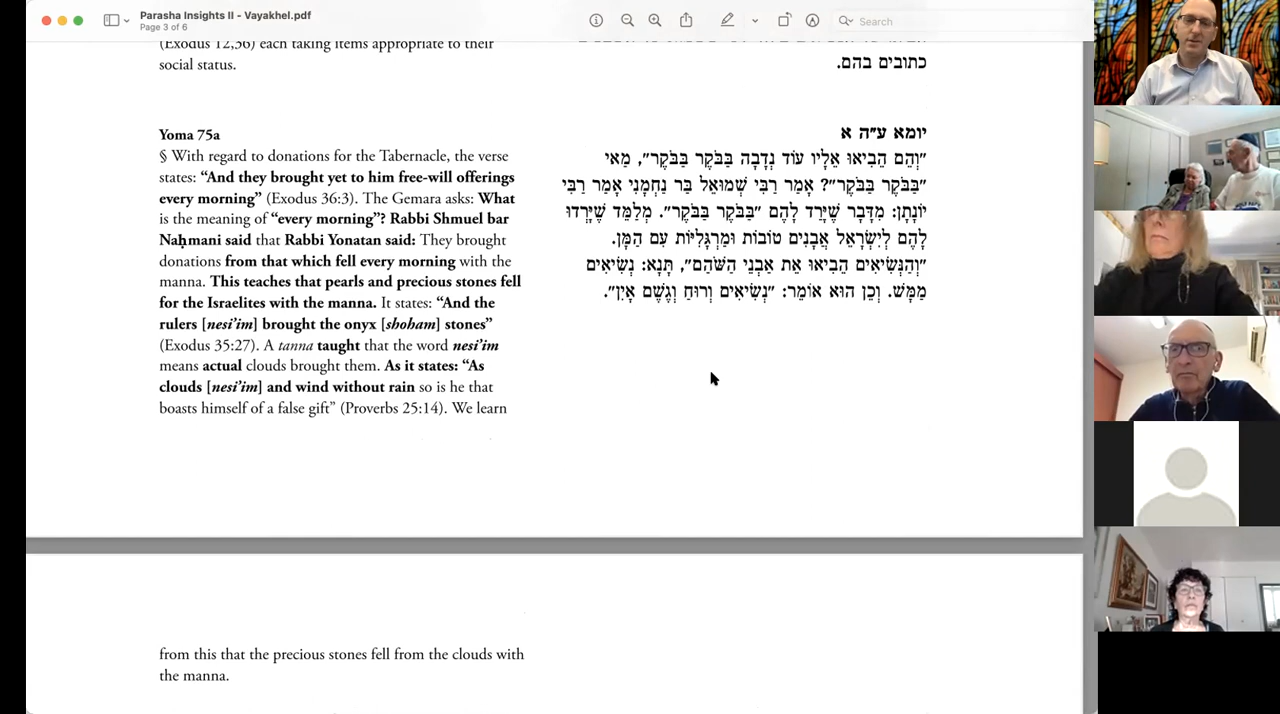 Parasha Insights II - Vayakhel.pdf
Page 3 of 6
Search
(Exodus 12,36) each taking items appropriate to their
social status.
כתובים בהם.
Yoma 75a
§ With regard to donations for the Tabernacle, the verse
states: “And they brought yet to him free-will offerings
every morning” (Exodus 36:3). The Gemara asks: What
is the meaning of “every morning”? Rabbi Shmuel bar
Naḥmani said that Rabbi Yonatan said: They brought
donations from that which fell every morning with the
manna. This teaches that pearls and precious stones fell
for the Israelites with the manna. It states: “And the
rulers [nesi’im] brought the onyx [shoham] stones”
(Exodus 35:27). A tanna taught that the word nesi’im
means actual clouds brought them. As it states: “As
clouds [nesi’im] and wind without rain so is he that
boasts himself of a false gift” (Proverbs 25:14). We learn
יומא ע״ה א
״וְהֵם הֵבִיאוּ אֵלָיו עוֹד נְדָבָה בַּבֹּקֶר בַּבֹּקֶר״, מַאי
״בַּבֹּקֶר בַּבֹּקֶר״? אָמַר רַבִּי שְׁמוּאֵל בַּר נַחְמָנִי אָמַר רַבִּי
יוֹנָתָן: מִדָּבָר שֶׁיָּרַד לָהֶם ״בַּבֹּקֶר בַּבֹּקֶר״. מְלַמֵּד שֶׁיָּרְדוּ
לָהֶם לְיִשְׂרָאֵל אֲבָנִים טוֹבוֹת וּמַרְגָּלִיּוֹת עִם הַמָּן.
״וְהַנְּשִׂיאִים הֵבִיאוּ אֵת אַבְנֵי הַשֹּׁהַם״, תָּנָא: נְשִׂיאִים
מַמָּשׁ. וְכֵן הוּא אוֹמֵר: ״נְשִׂיאִים וְרוּחַ וְגֶשֶׁם אָיִן״.
from this that the precious stones fell from the clouds with
the manna.